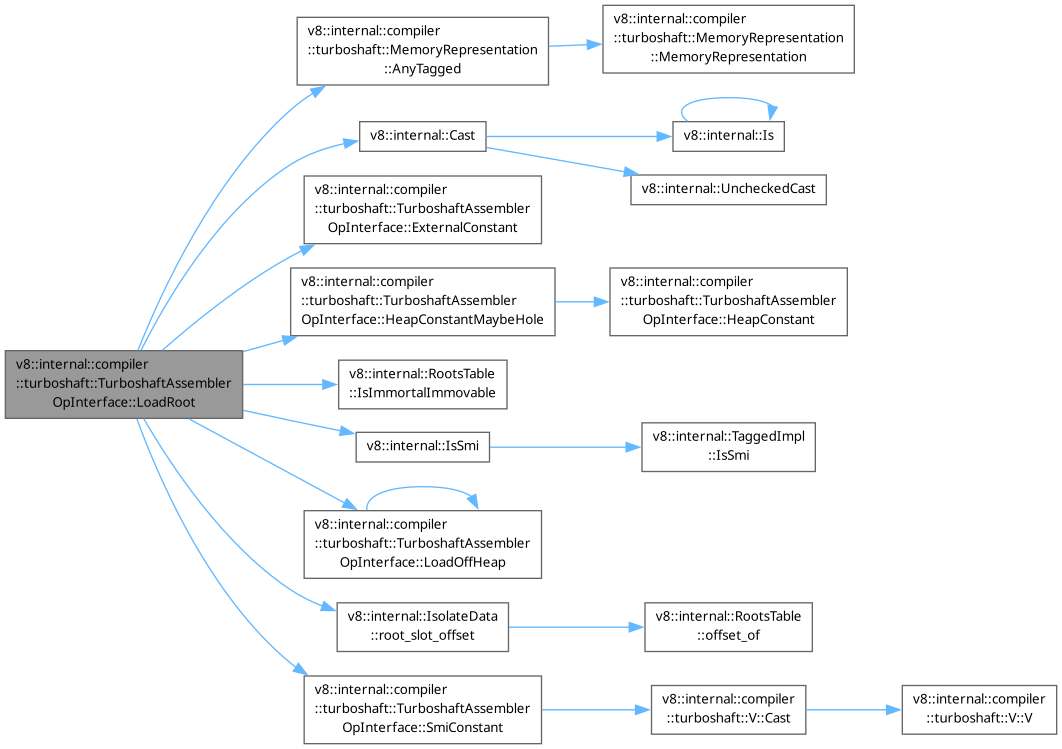 v8::internal::compiler
::turboshaft::MemoryRepresentation
::AnyTagged
v8::internal::compiler
::turboshaft::MemoryRepresentation
::MemoryRepresentation
v8::internal::Cast
v8::internal::Is
v8::internal::UncheckedCast
v8::internal::compiler
::turboshaft::TurboshaftAssembler
OpInterface::ExternalConstant
v8::internal::compiler
::turboshaft::TurboshaftAssembler
OpInterface::HeapConstantMaybeHole
v8::internal::compiler
::turboshaft::TurboshaftAssembler
OpInterface::HeapConstant
v8::internal::compiler
::turboshaft::TurboshaftAssembler
OpInterface::LoadRoot
v8::internal::RootsTable
::IsImmortalImmovable
v8::internal::IsSmi
v8::internal::TaggedImpl
::IsSmi
v8::internal::compiler
::turboshaft::TurboshaftAssembler
OpInterface::LoadOffHeap
v8::internal::IsolateData
::root_slot_offset
v8::internal::RootsTable
::offset_of
v8::internal::compiler
::turboshaft::TurboshaftAssembler
OpInterface::SmiConstant
v8::internal::compiler
::turboshaft::V::Cast
v8::internal::compiler
::turboshaft::V::V